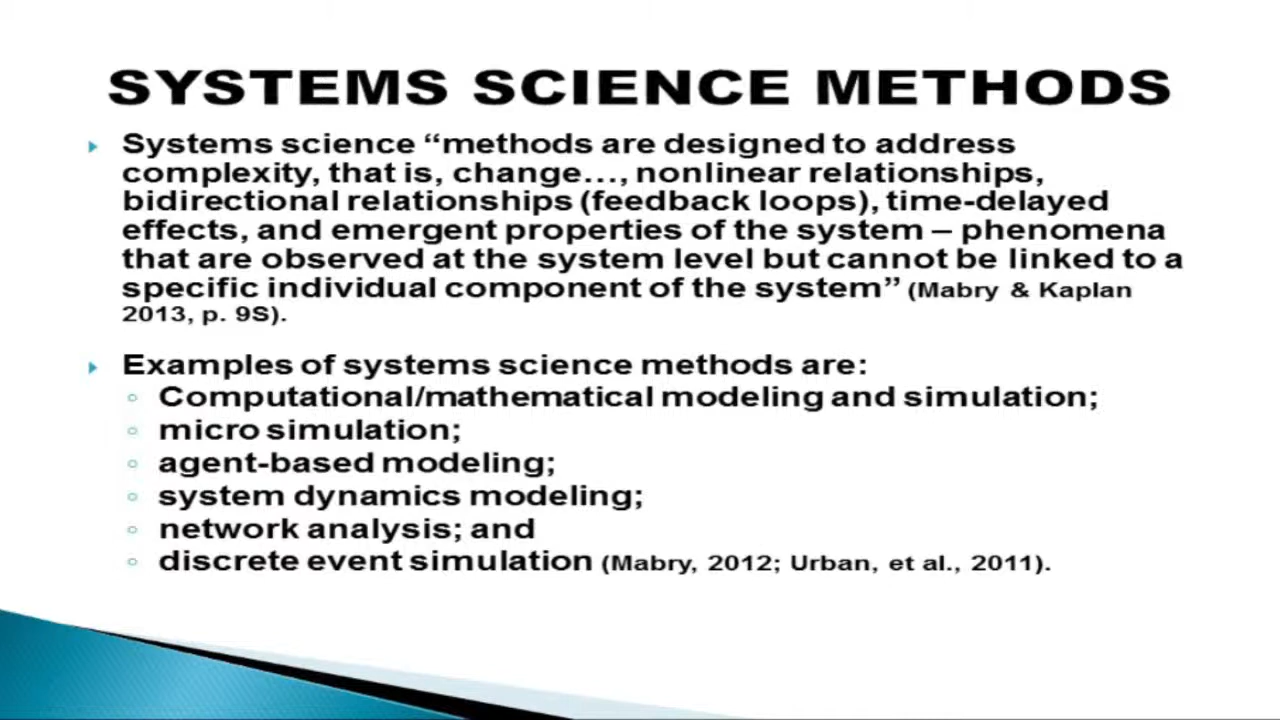 SYSTEMS SCIENCE METHODS
Systems science “methods are designed to address
complexity, that is, change…, nonlinear relationships,
bidirectional relationships (feedback loops), time-delayed
effects, and emergent properties of the system – phenomena
that are observed at the system level but cannot be linked to a
specific individual component of the system” (Mabry & Kaplan
2013, p. 9S).
Examples of systems science methods are:
Computational/mathematical modeling and simulation;
micro simulation;
agent-based modeling;
system dynamics modeling;
network analysis; and
discrete event simulation (Mabry, 2012; Urban, et al., 2011).